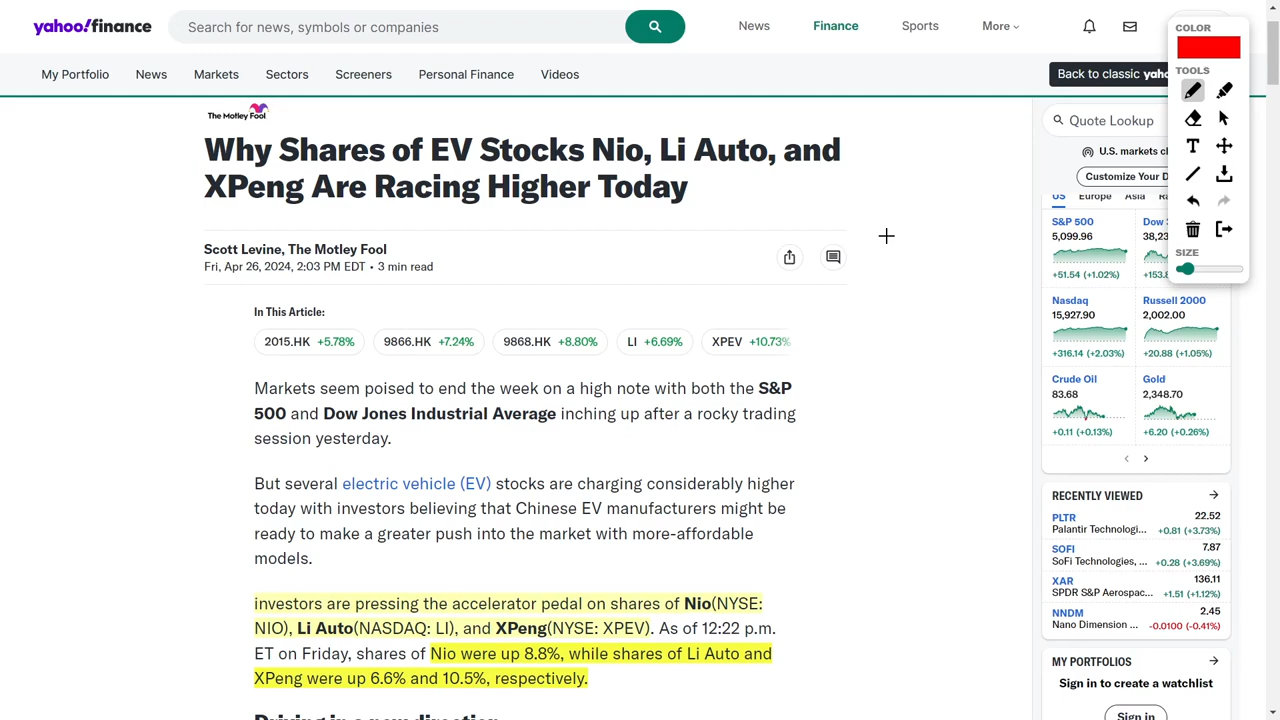 yahoo!finance
Search for news, symbols or companies
News
Finance
Sports
More
COLOR
TOOLS
SIZE
My Portfolio
News
Markets
Sectors
Screeners
Personal Finance
Videos
Back to classic
The Motley Fool
Why Shares of EV Stocks Nio, Li Auto, and
XPeng Are Racing Higher Today
Scott Levine, The Motley Fool
Fri, Apr 26, 2024, 2:03 PM EDT • 3 min read
In This Article:
2015.HK +5.78%
9866.HK +7.24%
9868.HK +8.80%
LI +6.69%
XPEV +10.73%
Markets seem poised to end the week on a high note with both the S&P
500 and Dow Jones Industrial Average inching up after a rocky trading
session yesterday.
But several electric vehicle (EV) stocks are charging considerably higher
today with investors believing that Chinese EV manufacturers might be
ready to make a greater push into the market with more-affordable
models.
investors are pressing the accelerator pedal on shares of Nio(NYSE:
NIO), Li Auto(NASDAQ: LI), and XPeng(NYSE: XPEV). As of 12:22 p.m.
ET on Friday, shares of Nio were up 8.8%, while shares of Li Auto and
XPeng were up 6.6% and 10.5%, respectively.
Driving in a new direction
Quote Lookup
U.S. markets
Customize Your
US Europe Asia
S&P 500
5,099.96
+51.54 (+1.02%)
Dow
38,23
+153.8
Nasdaq
15,927.90
+316.14 (+2.03%)
Russell 2000
2,002.00
+20.88 (+1.05%)
Crude Oil
83.68
+0.11 (+0.13%)
Gold
2,348.70
+6.20 (+0.26%)
RECENTLY VIEWED
PLTR 22.52
Palantir Technologi... +0.81 (+3.73%)
SOFI 7.87
SoFi Technologies, ... +0.28 (+3.69%)
XAR 136.11
SPDR S&P Aerospac... +1.51 (+1.12%)
NNDM 2.45
Nano Dimension ... -0.0100 (-0.41%)
MY PORTFOLIOS
Sign in to create a watchlist
Sign in